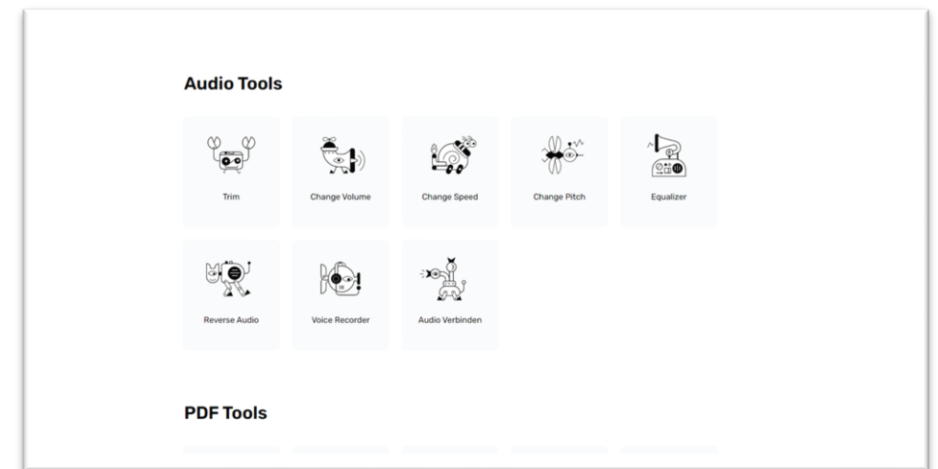 Audio Tools
Trim
Change Volume
Change Speed
Change Pitch
Equalizer
Reverse Audio
Voice Recorder
Audio Verbinden
PDF Tools